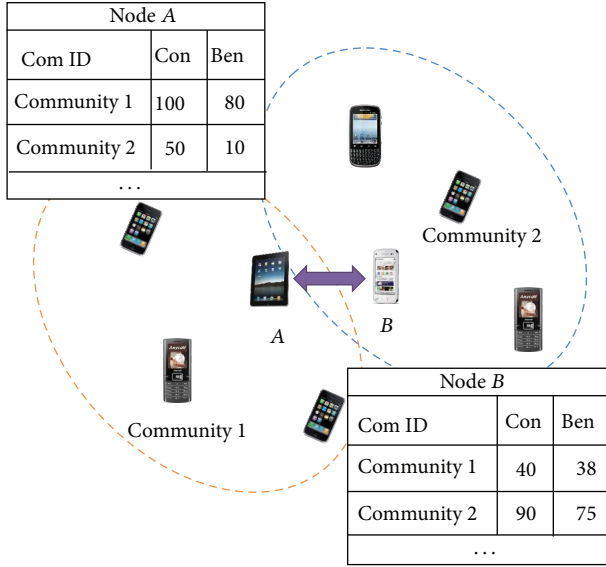 Node A
Com ID Con Ben
Community 1 100 80
Community 2 50 10
...
Community 2
A
B
Community 1
Node B
Com ID Con Ben
Community 1 40 38
Community 2 90 75
...